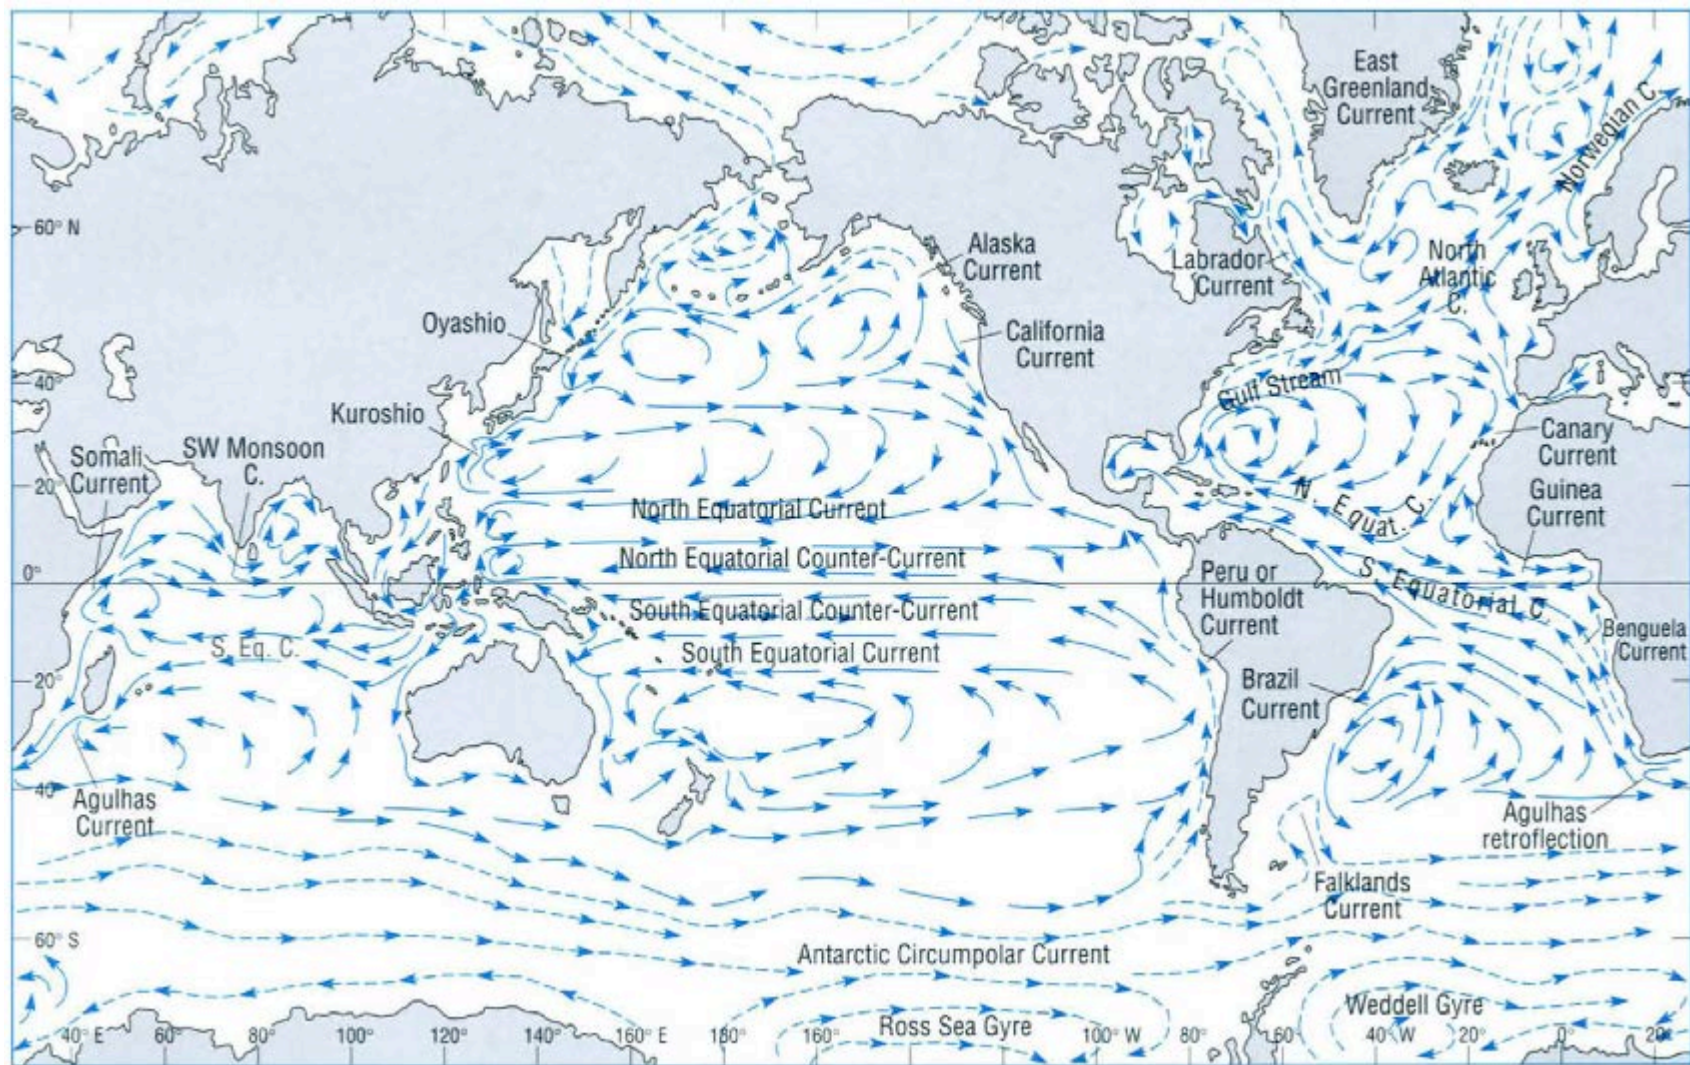 East
Greenland
Current
Norwegian C.
60° N
Alaska
Current
Labrador
Current
North
Atlantic
C.
Oyashio
California
Current
40°
Gulf Stream
Kuroshio
Somali
Current
SW Monsoon
C.
Canary
Current
20°
North Equatorial Current
N. Equat. C.
Guinea
Current
North Equatorial Counter-Current
0°
Peru or
Humboldt
Current
S. Equatorial C.
South Equatorial Counter-Current
S. Eq. C.
South Equatorial Current
Benguela
Current
20°
Brazil
Current
40°
Agulhas
Current
Agulhas
retroflection
Falklands
Current
60° S
Antarctic Circumpolar Current
Weddell Gyre
Ross Sea Gyre
40° E 60° 80° 100° 120° 140° 160° E 180° 160° 100° W 80° 60° 40° W 20° 0° 20°